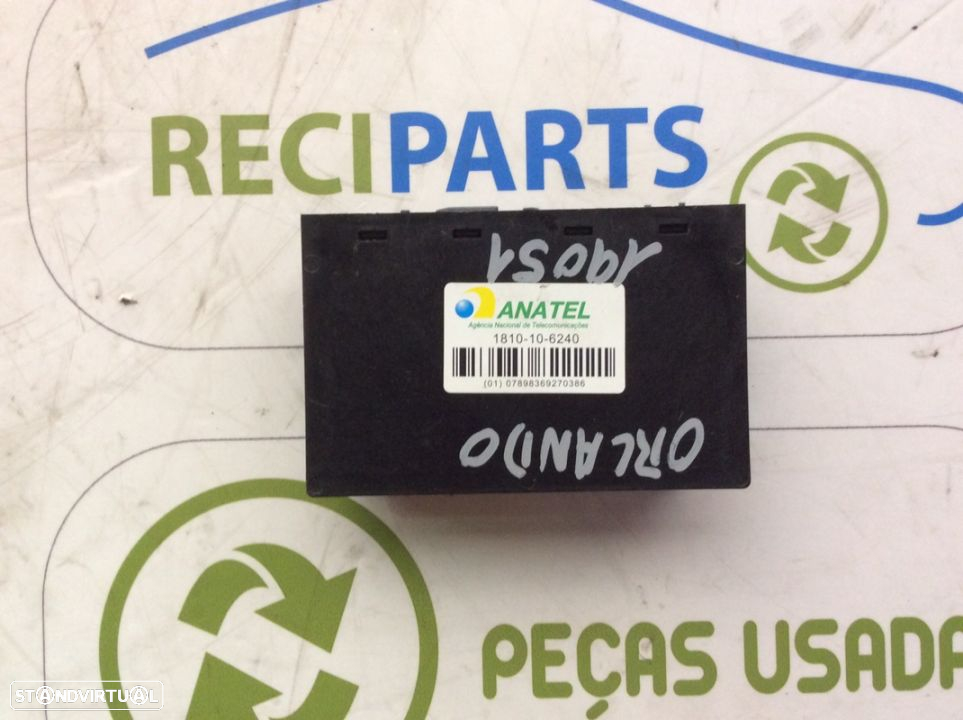 RECIPARTS
19051
ANATEL
Agência Nacional de Telecomunicações
1810-10-6240
(01) 07898369270386
ORLANDO
PEÇAS USADA
STANDVIRTUAL